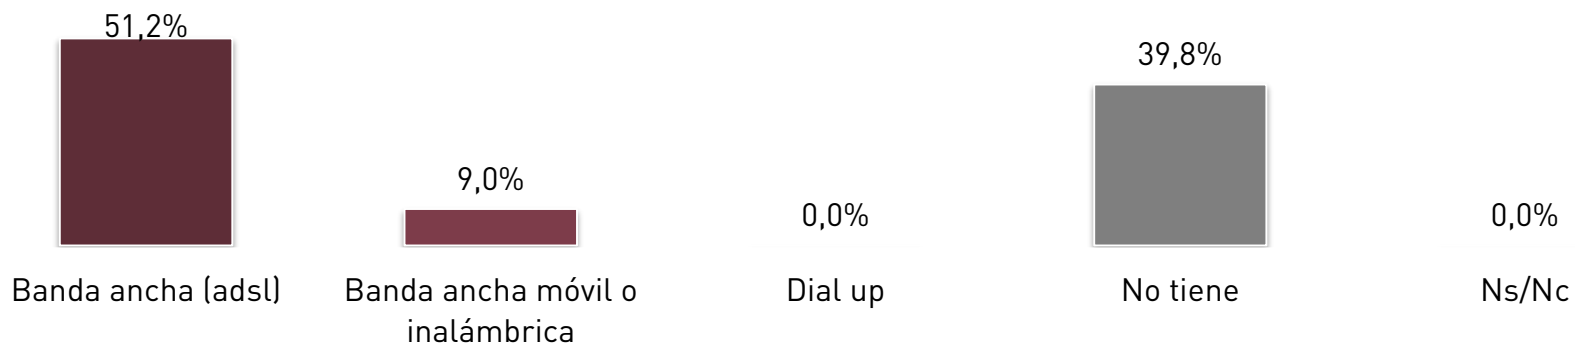 51,2%
39,8%
9,0%
0,0%
0,0%
Banda ancha (adsl)
Banda ancha móvil o
inalámbrica
Dial up
No tiene
Ns/Nc